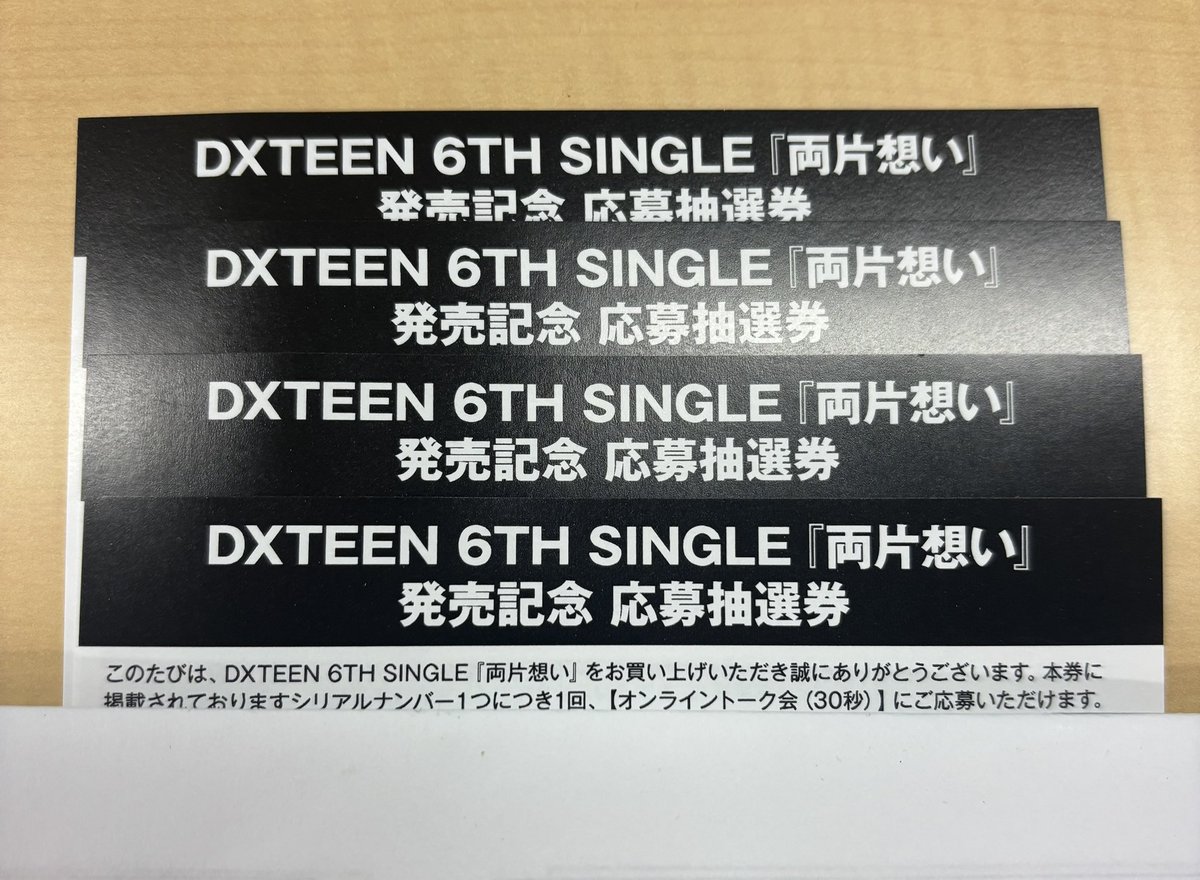 DXTEEN 6TH SINGLE『両片想い』
発売記念 応募抽選券
DXTEEN 6TH SINGLE『両片想い』
発売記念 応募抽選券
DXTEEN 6TH SINGLE『両片想い』
発売記念 応募抽選券
DXTEEN 6TH SINGLE『両片想い』
発売記念 応募抽選券
このたびは、DXTEEN 6TH SINGLE『両片想い』をお買い上げいただき誠にありがとうございます。本券に
掲載されておりますシリアルナンバー1つにつき1回、【オンライントーク会（30秒）】にご応募いただけます。